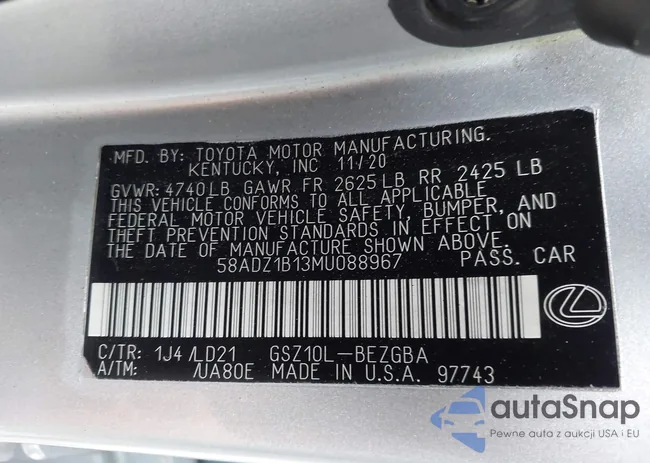 MFD. BY: TOYOTA MOTOR MANUFACTURING.
KENTUCKY, INC 11/20
GVWR: 4740LB GAWR FR 2625LB RR 2425 LB
THIS VEHICLE CONFORMS TO ALL APPLICABLE
FEDERAL MOTOR VEHICLE SAFETY, BUMPER, AND
THEFT PREVENTION STANDARDS IN EFFECT ON
THE DATE OF MANUFACTURE SHOWN ABOVE.
58ADZ1B13MU088967 PASS. CAR
C/TR: 1J4 /LD21 GSZ10L-BEZGBA
A/TM: /UA80E MADE IN U.S.A. 97743
autaSnap
Pewne auta z aukcji USA i EU